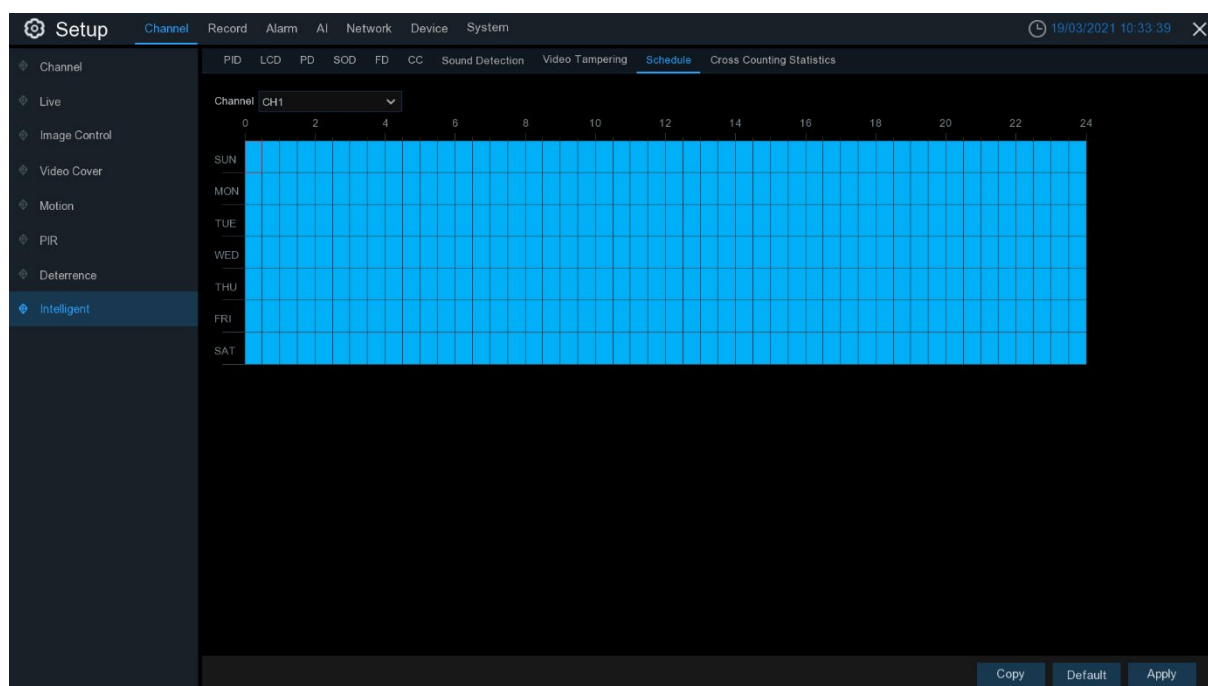 Setup Channel Record Alarm AI Network Device System 19/03/2021 10:33:39
PID LCD PD SOD FD CC Sound Detection Video Tampering Schedule Cross Counting Statistics
Channel
Live
Image Control
Video Cover
Motion
PIR
Deterrence
Intelligent
Channel CH1
0 2 4 6 8 10 12 14 16 18 20 22 24
SUN
MON
TUE
WED
THU
FRI
SAT
Copy Default Apply